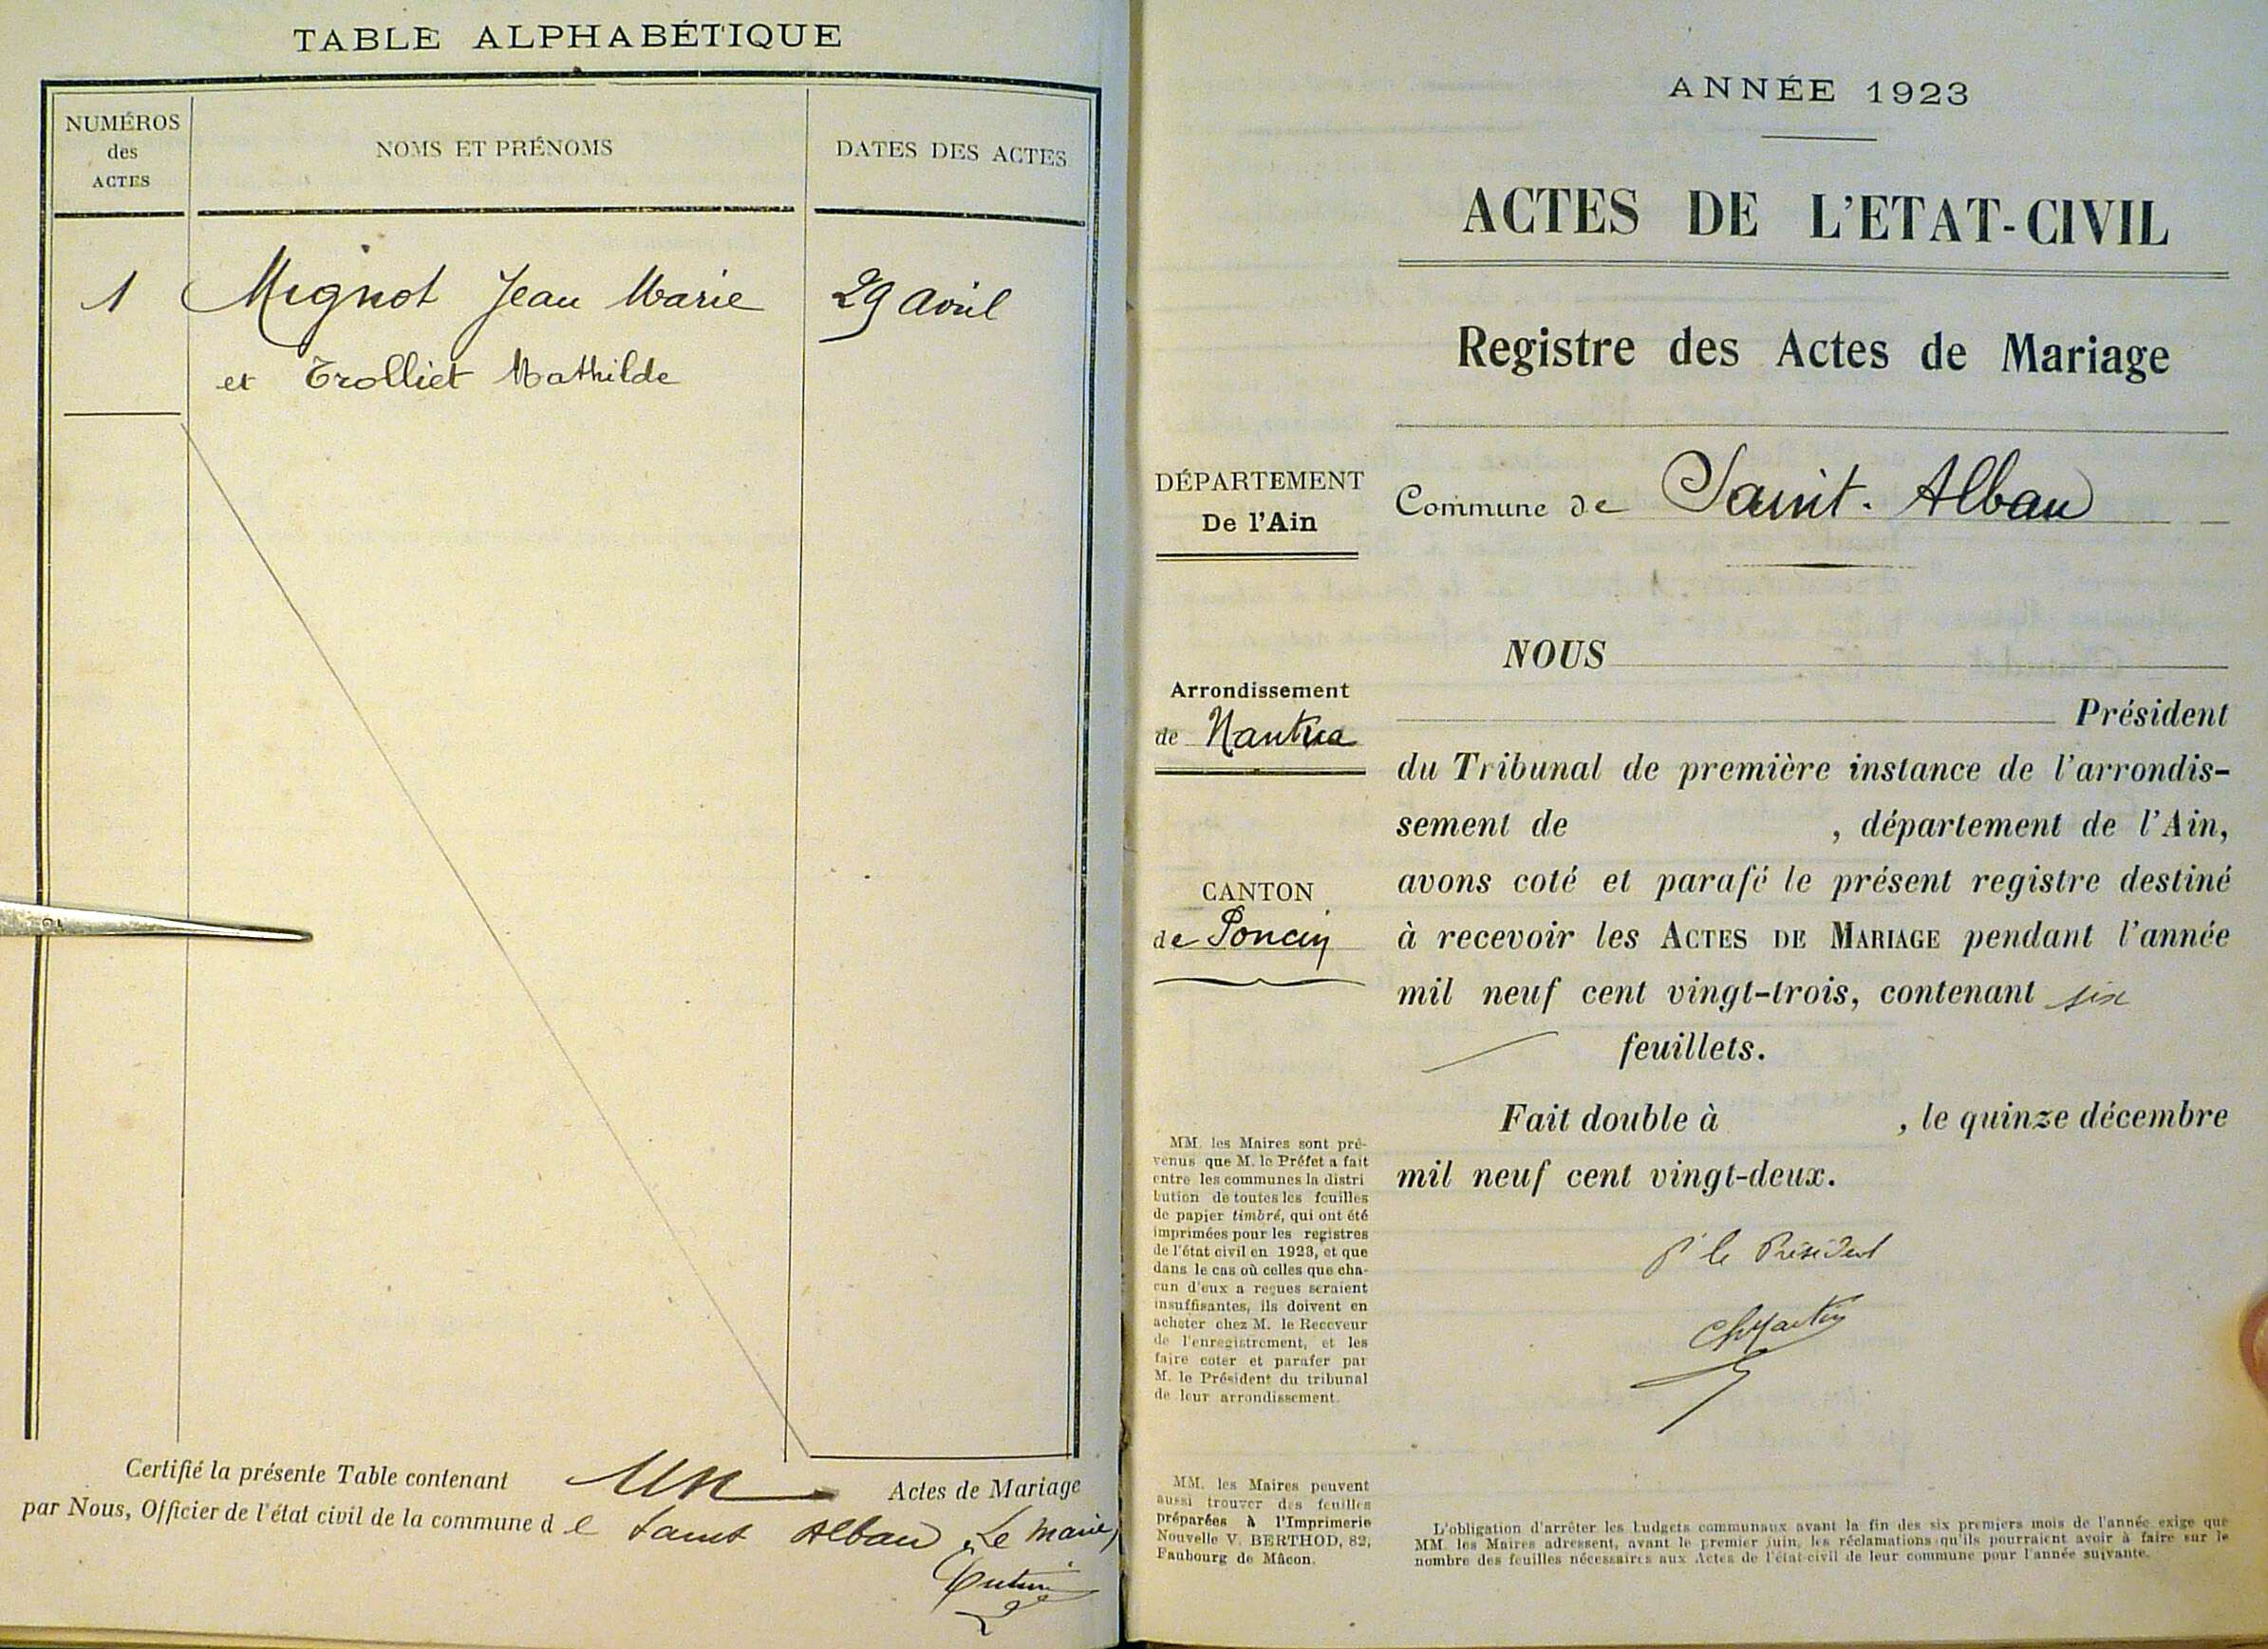 TABLE ALPHABÉTIQUE
NUMÉROS
des
ACTES
NOMS ET PRÉNOMS
DATES DES ACTES
1 Mignot Jean Marie 29 avril
et Trolliet Mathilde
Certifié la présente Table contenant un Actes de Mariage
par Nous, Officier de l'état civil de la commune de Saint Alban Le Maire,
ANNÉE 1923
ACTES DE L'ETAT-CIVIL
Registre des Actes de Mariage
DÉPARTEMENT
De l'Ain
Commune de Saint-Alban
Arrondissement
de Nantua
CANTON
de Poncin
NOUS
Président
du Tribunal de première instance de l'arrondis-
sement de , département de l'Ain,
avons coté et parafé le présent registre destiné
à recevoir les ACTES DE MARIAGE pendant l'année
mil neuf cent vingt-trois, contenant six
feuillets.
Fait double à , le quinze décembre
mil neuf cent vingt-deux.
Pr le Président
MM. les Maires sont pré-
venus que M. le Préfet a fait
entre les communes la distri
bution de toutes les feuilles
de papier timbré, qui ont été
imprimées pour les registres
de l'état civil en 1923, et que
dans le cas où celles que cha-
cun d'eux a reçues seraient
insuffisantes, ils doivent en
acheter chez M. le Receveur
de l'enregistrement, et les
faire coter et parafer par
M. le Président du tribunal
de leur arrondissement.
MM. les Maires peuvent
aussi trouver des feuilles
préparées à l'Imprimerie
Nouvelle V. BERTHOD, 82,
Faubourg de Mâcon.
L'obligation d'arrêter les budgets communaux avant la fin des six premiers mois de l'année exige que
MM. les Maires adressent, avant le premier juin, les réclamations qu'ils pourraient avoir à faire sur le
nombre des feuilles nécessaires aux Actes de l'état-civil de leur commune pour l'année suivante.